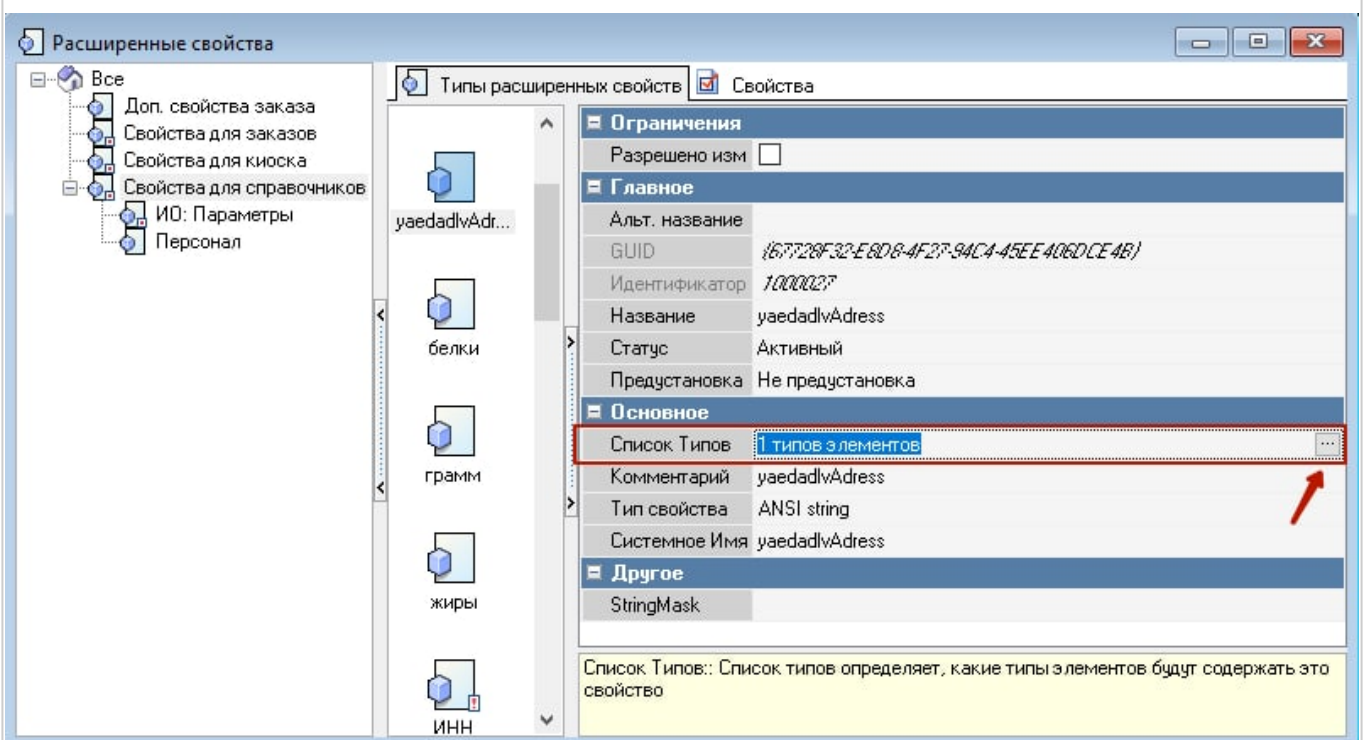 Расширенные свойства
Все
Доп. свойства заказа
Свойства для заказов
Свойства для киоска
Свойства для справочников
ИО: Параметры
Персонал
Типы расширенных свойств
Свойства
yaedadlvAdr...
белки
грамм
жиры
ИНН
Ограничения
Разрешено изм
Главное
Альт. название
GUID {67728F32-E8D8-4F27-94C4-45EE406DCE4B}
Идентификатор 1000027
Название yaedadlvAdress
Статус Активный
Предустановка Не предустановка
Основное
Список Типов 1 типов элементов ...
Комментарий yaedadlvAdress
Тип свойства ANSI string
Системное Имя yaedadlvAdress
Другое
StringMask
Список Типов:: Список типов определяет, какие типы элементов будут содержать это
свойство